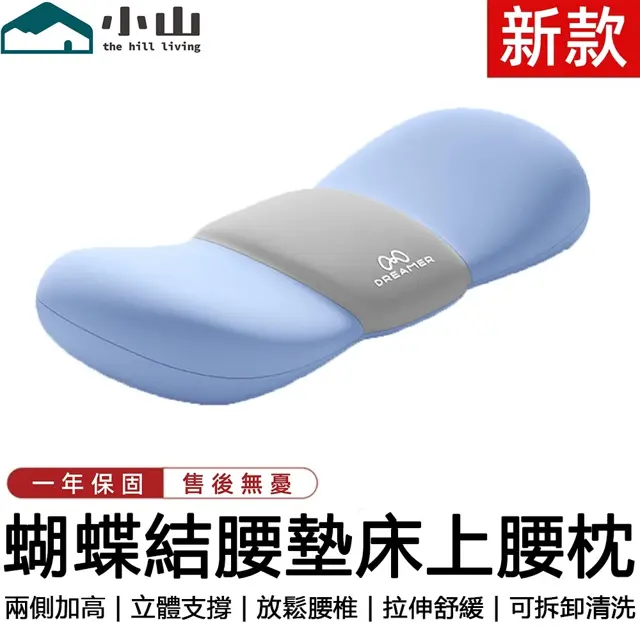 小山
the hill living
新款
DREAMER
一年保固 售後無憂
蝴蝶結腰墊床上腰枕
兩側加高｜立體支撐｜放鬆腰椎｜拉伸舒緩｜可拆卸清洗